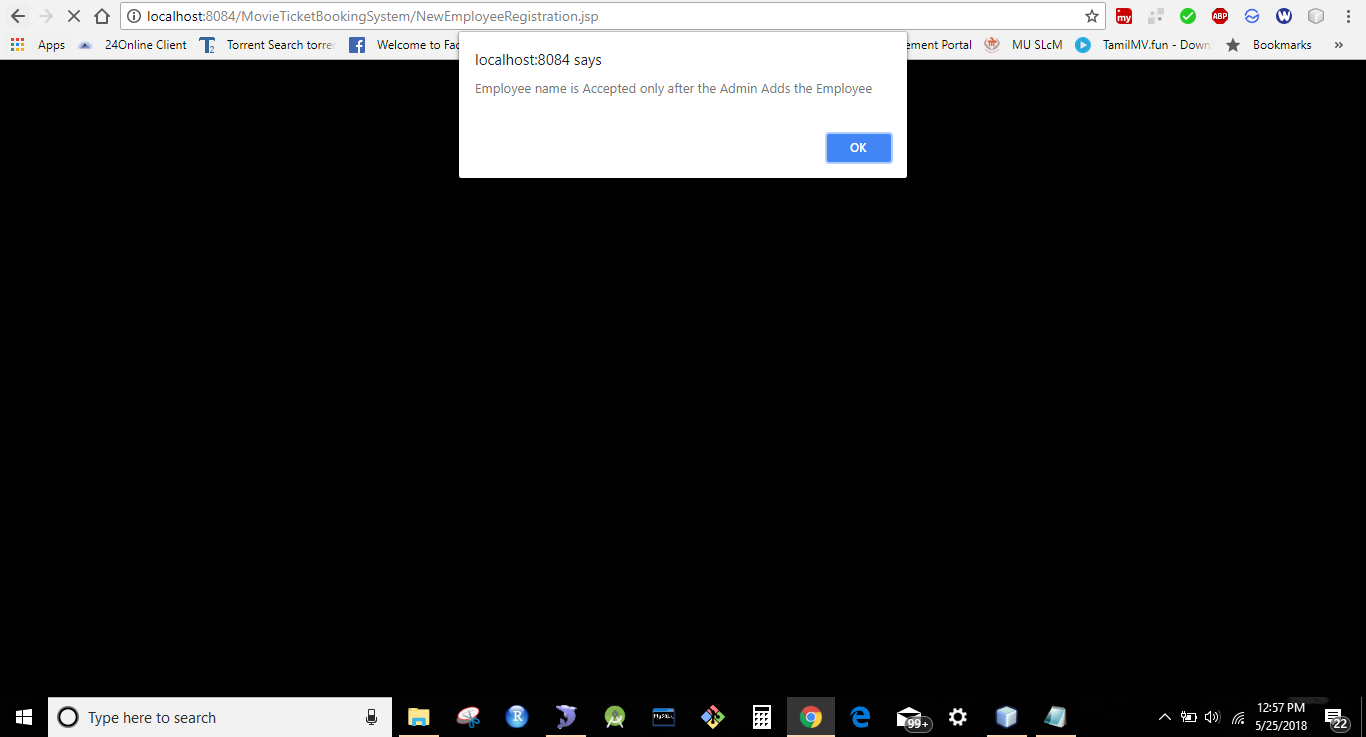 localhost:8084/MovieTicketBookingSystem/NewEmployeeRegistration.jsp
my
ABP
W
Apps
24Online Client
T2
Torrent Search torre
Welcome to Fac
ement Portal
MU SLcM
TamilMV.fun - Down
Bookmarks
»
localhost:8084 says
Employee name is Accepted only after the Admin Adds the Employee
OK
Type here to search
R
MySQL
99+
12:57 PM
5/25/2018
22